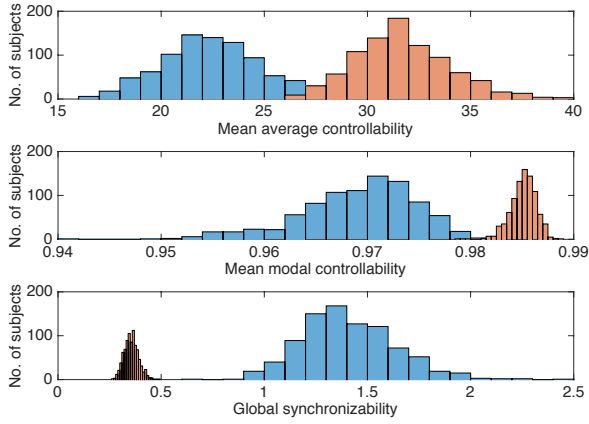 200
100
0
No. of subjects
15 20 25 30 35 40
Mean average controllability
200
100
0
No. of subjects
0.94 0.95 0.96 0.97 0.98 0.99
Mean modal controllability
200
100
0
No. of subjects
0 0.5 1 1.5 2 2.5
Global synchronizability